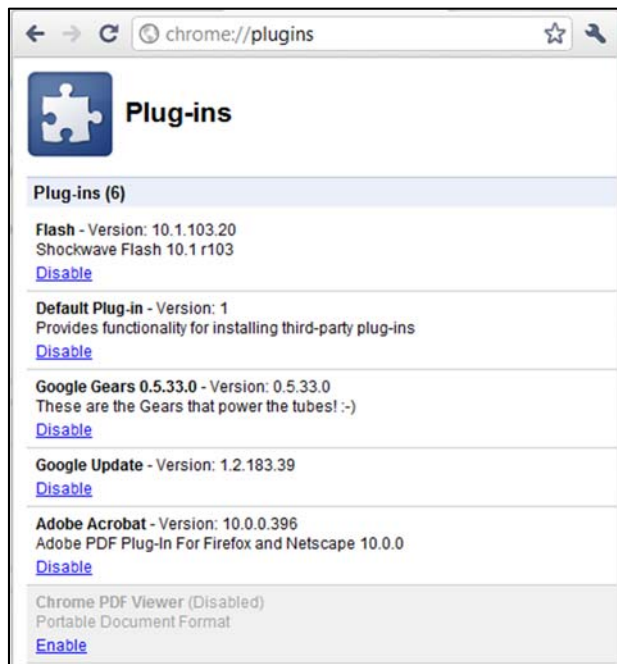 chrome://plugins
Plug-ins
Plug-ins (6)
Flash - Version: 10.1.103.20
Shockwave Flash 10.1 r103
Disable
Default Plug-in - Version: 1
Provides functionality for installing third-party plug-ins
Disable
Google Gears 0.5.33.0 - Version: 0.5.33.0
These are the Gears that power the tubes! :-)
Disable
Google Update - Version: 1.2.183.39
Disable
Adobe Acrobat - Version: 10.0.0.396
Adobe PDF Plug-In For Firefox and Netscape 10.0.0
Disable
Chrome PDF Viewer (Disabled)
Portable Document Format
Enable